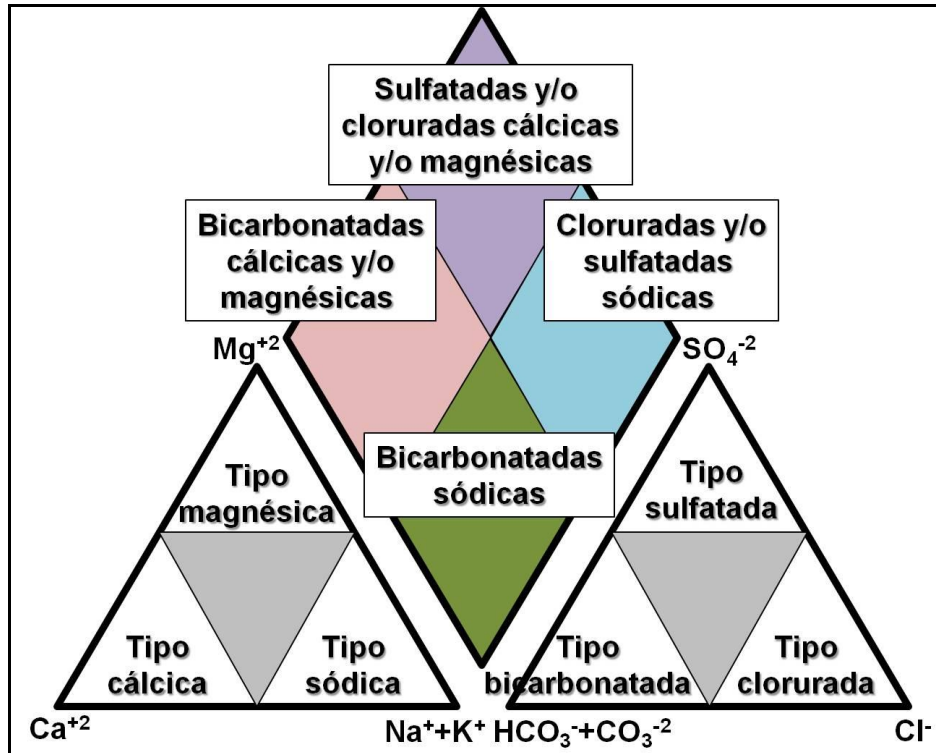 Sulfatadas y/o
cloruradas cálcicas
y/o magnésicas
Bicarbonatadas
cálcicas y/o
magnésicas
Cloruradas y/o
sulfatadas
sódicas
Mg⁺²
SO₄⁻²
Bicarbonatadas
sódicas
Tipo
magnésica
Tipo
sulfatada
Tipo
cálcica
Tipo
sódica
Tipo
bicarbonatada
Tipo
clorurada
Ca⁺²
Na⁺+K⁺
HCO₃⁻+CO₃⁻²
Cl⁻